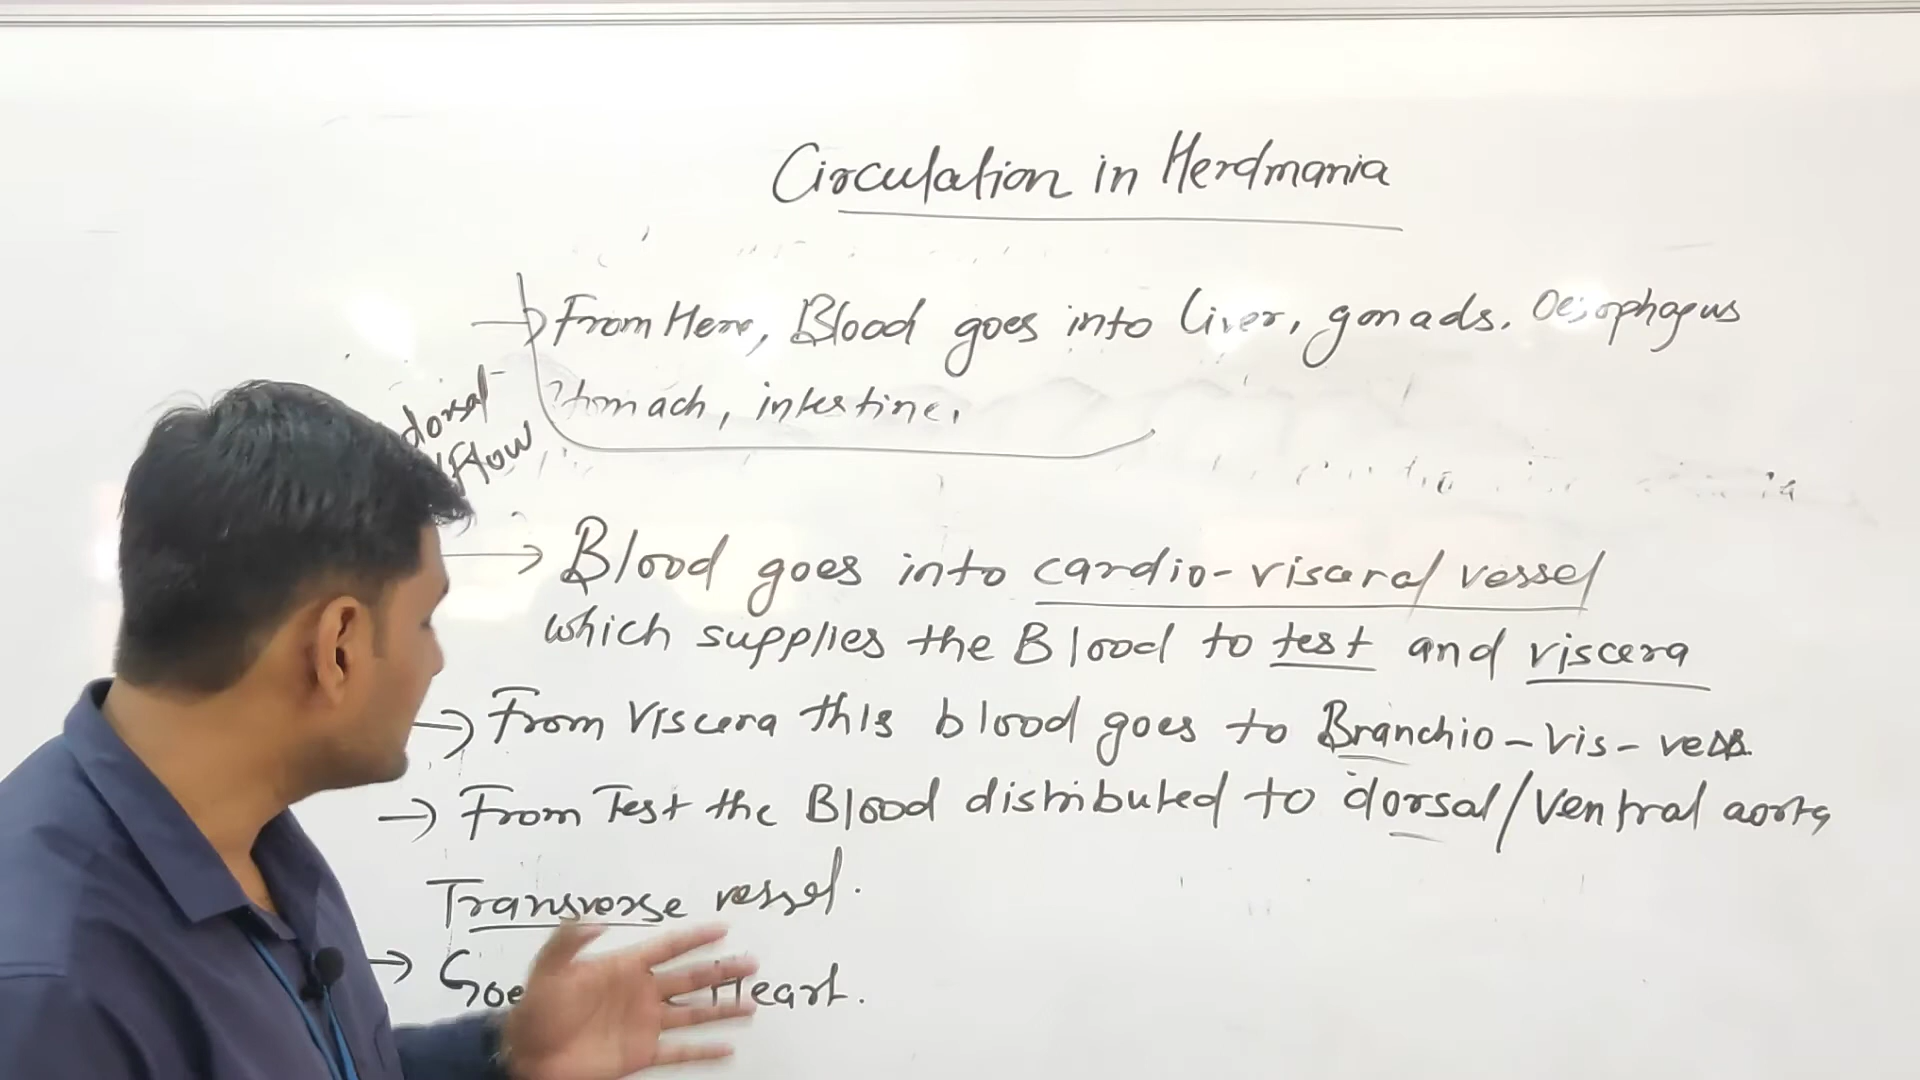 Circulation in Herdmania
→ From Here, Blood goes into liver, gonads, Oesophagus
Stomach, intestine.
dorsal
flow
→ Blood goes into cardio-visceral vessel
which supplies the Blood to test and viscera
→ From Viscera this blood goes to Branchio-vis-vess.
→ From Test the Blood distributed to dorsal/ventral aorta
Transverse vessel.
→ Heart.